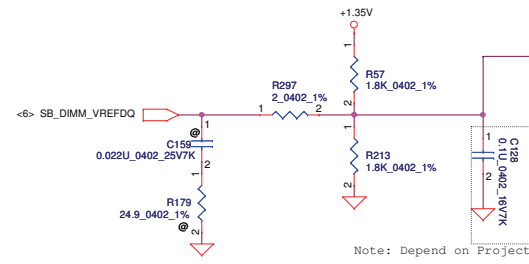 +1.35V
1
R57
1.8K_0402_1%
2
R297
2_0402_1%
1
2
<6> SB_DIMM_VREFDQ
1
@
C159
0.022U_0402_25V7K
2
1
R179
24.9_0402_1%
@
2
1
R213
1.8K_0402_1%
2
1
2
C128
0.1U_0402_16V7K
Note: Depend on Project